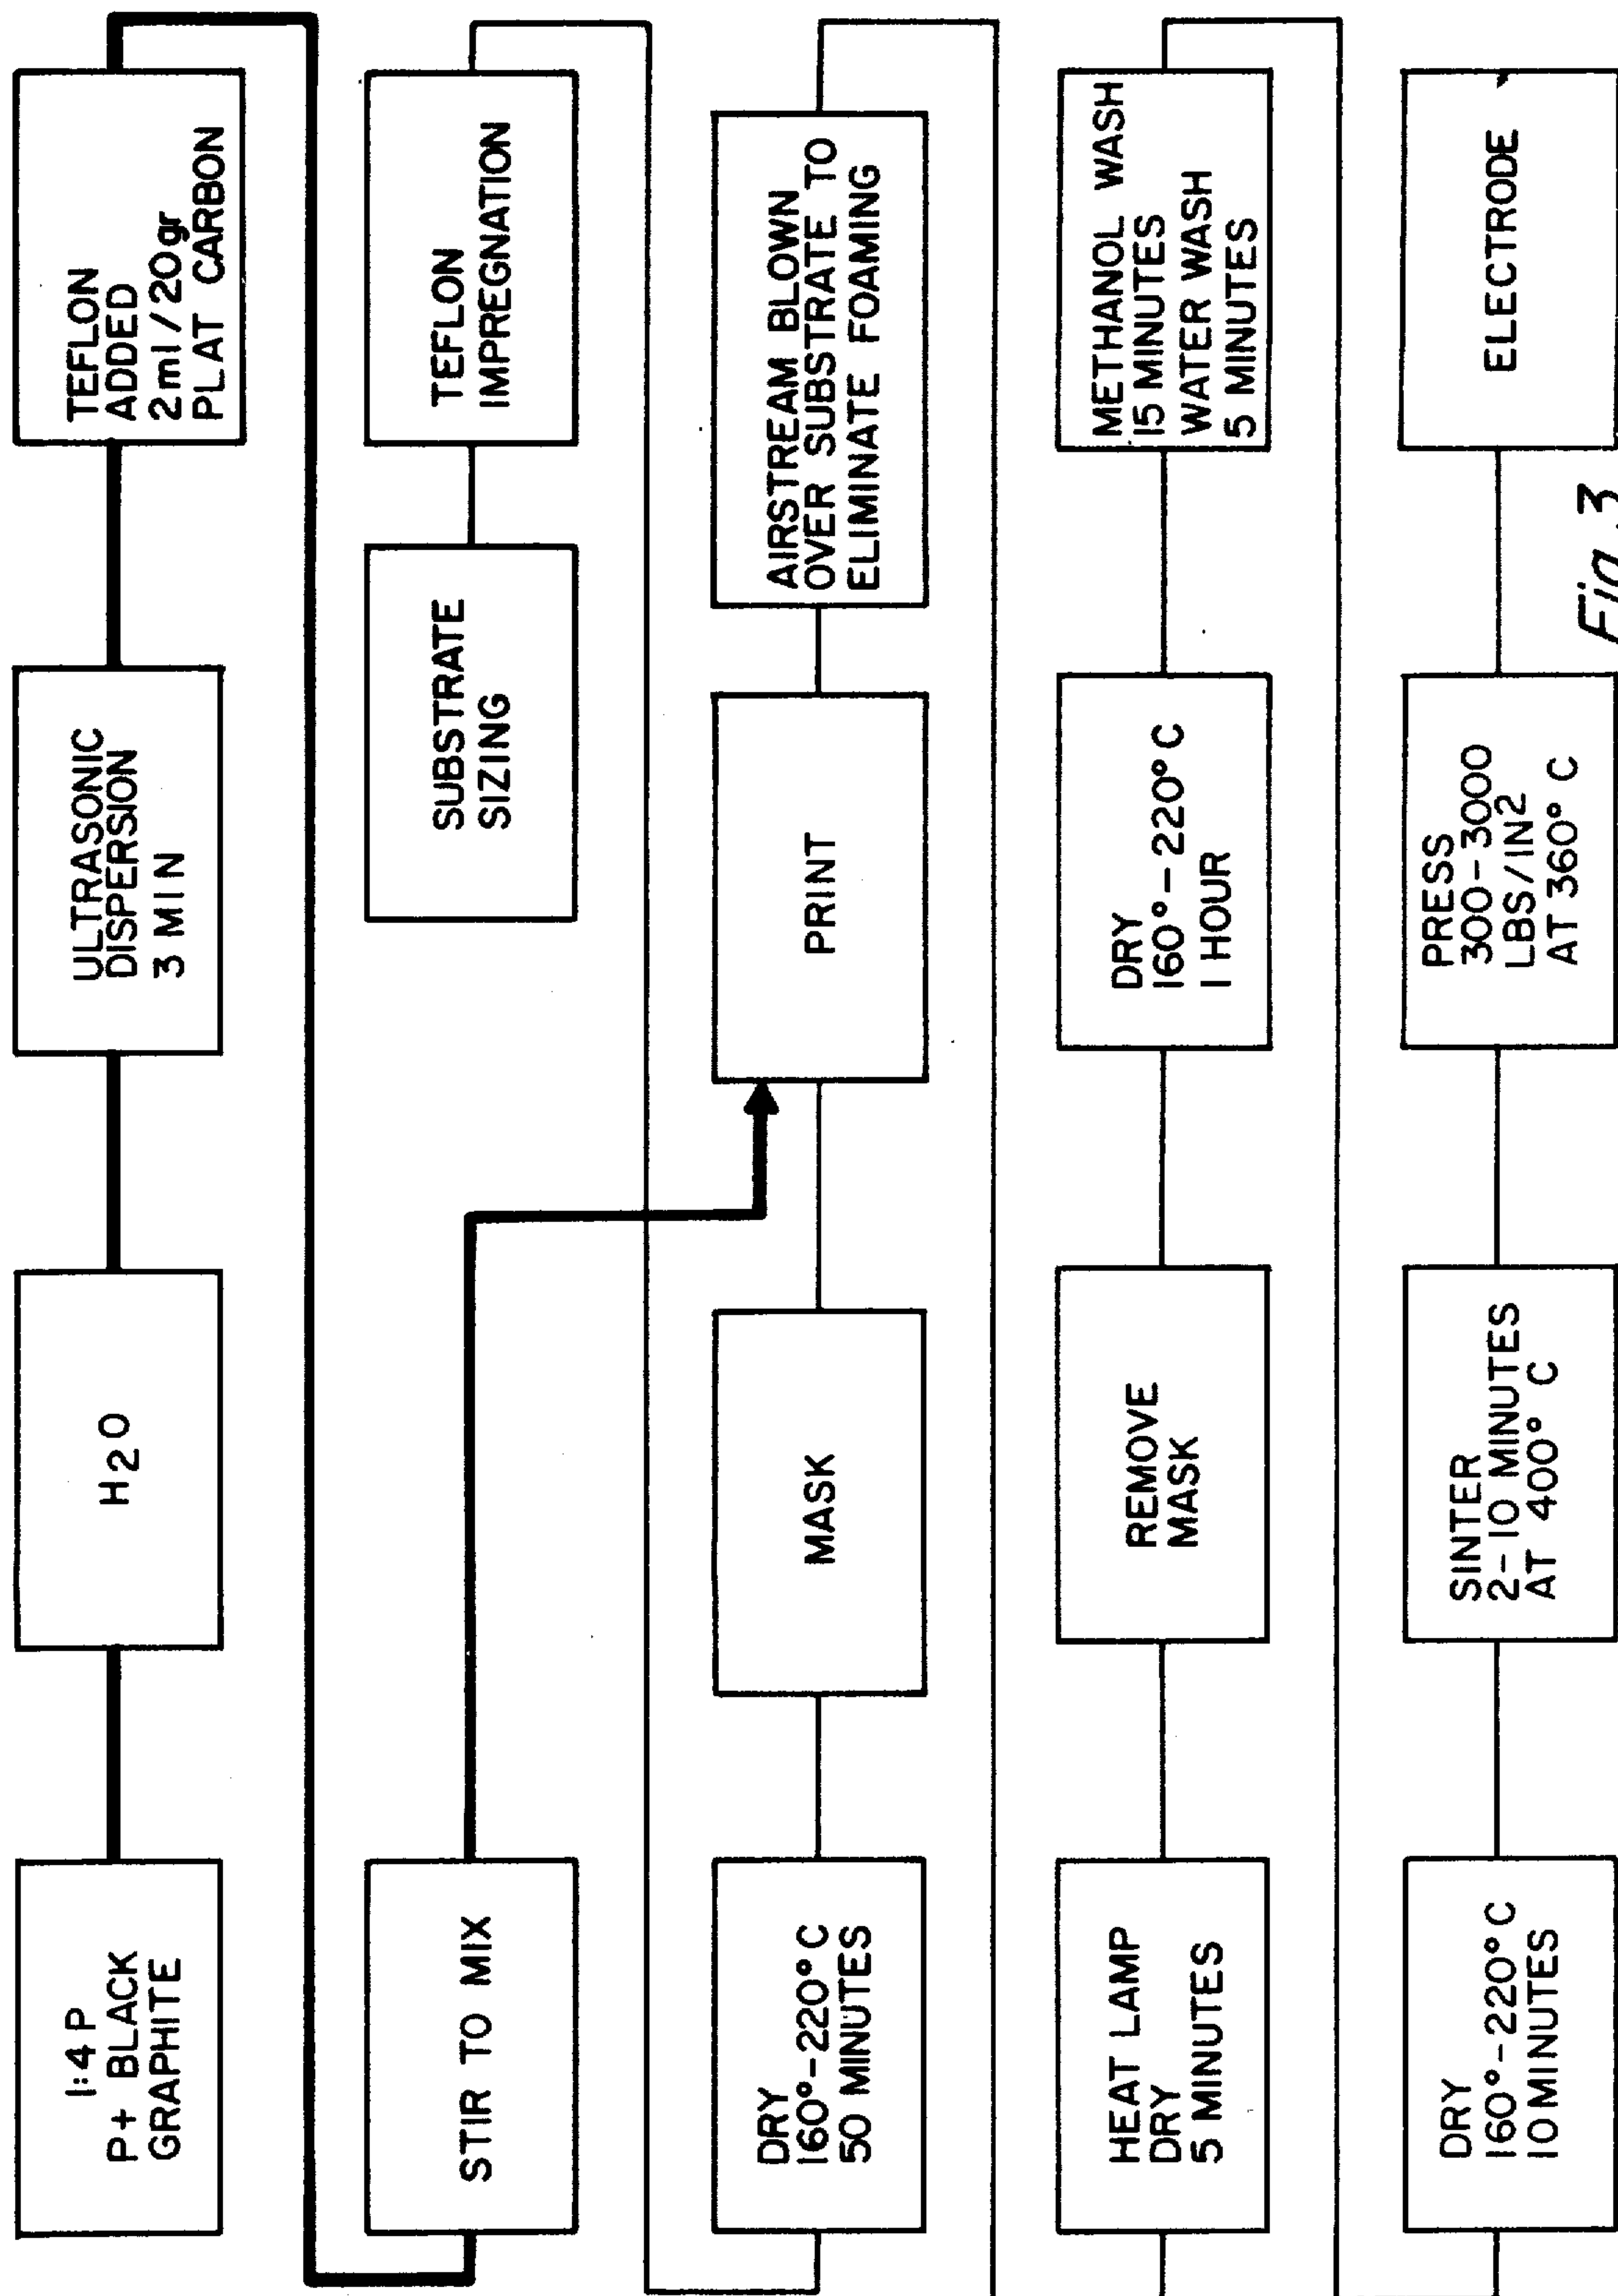 1:4 P
P+ BLACK
GRAPHITE
H2O
ULTRASONIC
DISPERSION
3 MIN
TEFLON
ADDED
2ml/20gr
PLAT CARBON
STIR TO MIX
SUBSTRATE
SIZING
TEFLON
IMPREGNATION
DRY
160°-220°C
50 MINUTES
MASK
PRINT
AIRSTREAM BLOWN
OVER SUBSTRATE TO
ELIMINATE FOAMING
HEAT LAMP
DRY
5 MINUTES
REMOVE
MASK
DRY
160°-220°C
1 HOUR
METHANOL WASH
15 MINUTES
WATER WASH
5 MINUTES
DRY
160°-220°C
10 MINUTES
SINTER
2-10 MINUTES
AT 400° C
PRESS
300-3000
LBS/IN2
AT 360° C
ELECTRODE
Fig. 3